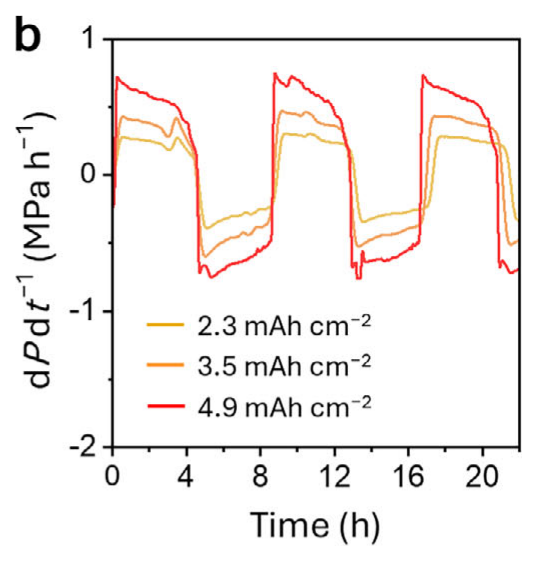 b
1
0
-1
-2
dPdt⁻¹ (MPa h⁻¹)
2.3 mAh cm⁻²
3.5 mAh cm⁻²
4.9 mAh cm⁻²
0 4 8 12 16 20
Time (h)